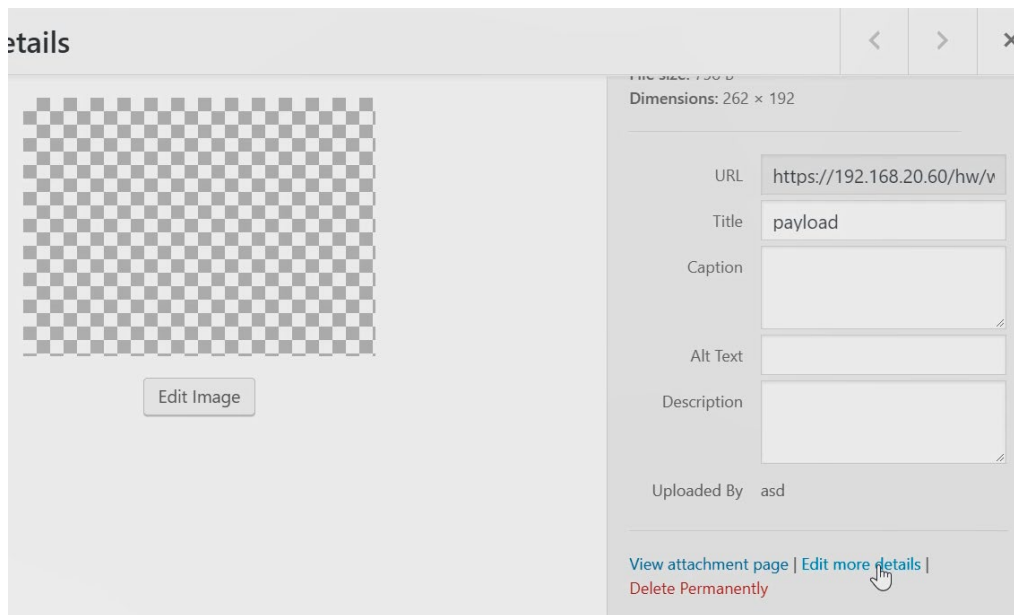 etails
Dimensions: 262 × 192
URL https://192.168.20.60/hw/w
Title payload
Caption
Alt Text
Edit Image
Description
Uploaded By asd
View attachment page | Edit more details |
Delete Permanently